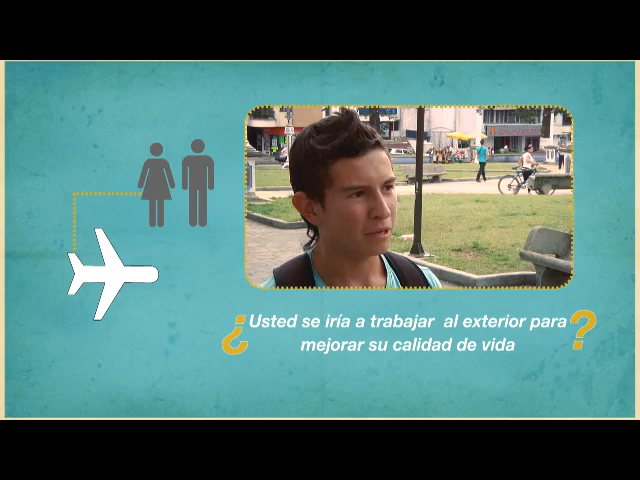 ¿Usted se iría a trabajar al exterior para
mejorar su calidad de vida?